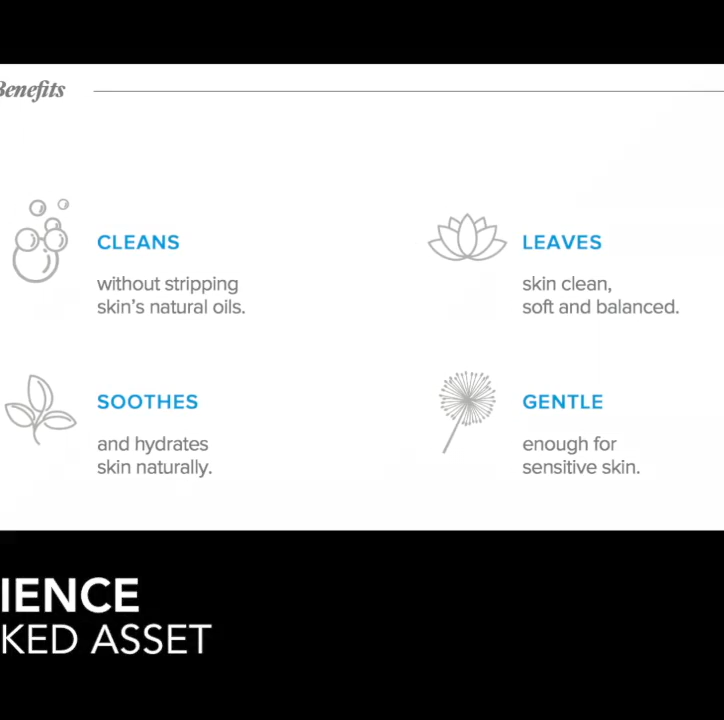 Benefits
CLEANS
without stripping
skin's natural oils.
LEAVES
skin clean,
soft and balanced.
SOOTHES
and hydrates
skin naturally.
GENTLE
enough for
sensitive skin.
IENCE
KED ASSET